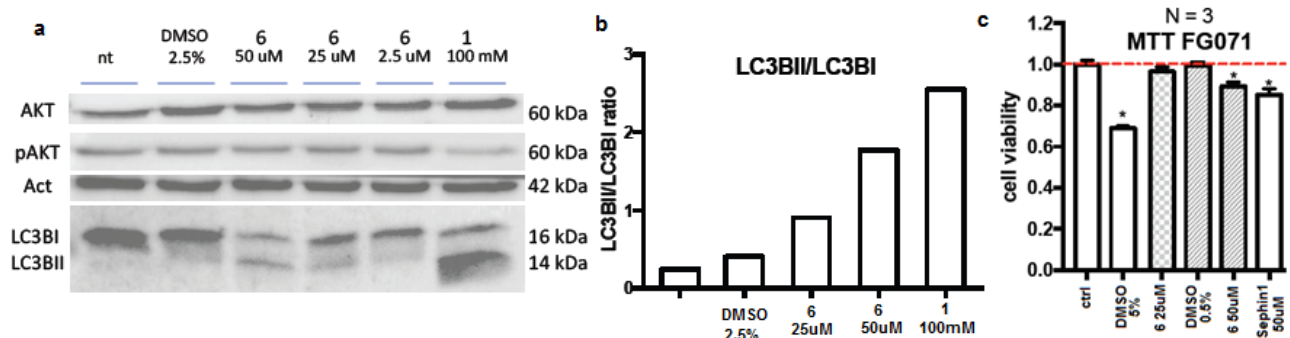 a
nt
DMSO
2.5%
6
50 uM
6
25 uM
6
2.5 uM
1
100 mM
AKT
60 kDa
pAKT
60 kDa
Act
42 kDa
LC3BI
16 kDa
LC3BII
14 kDa
b
LC3BII/LC3BI
LC3BII/LC3BI ratio
3
2
1
0
DMSO
2.5%
6
25uM
6
50uM
1
100mM
c
N = 3
MTT FG071
cell viability
1.2
1.0
0.8
0.6
0.4
0.2
0.0
*
*
*
ctrl
DMSO
5%
6 25uM
DMSO
0.5%
6 50uM
Sephin1
50uM